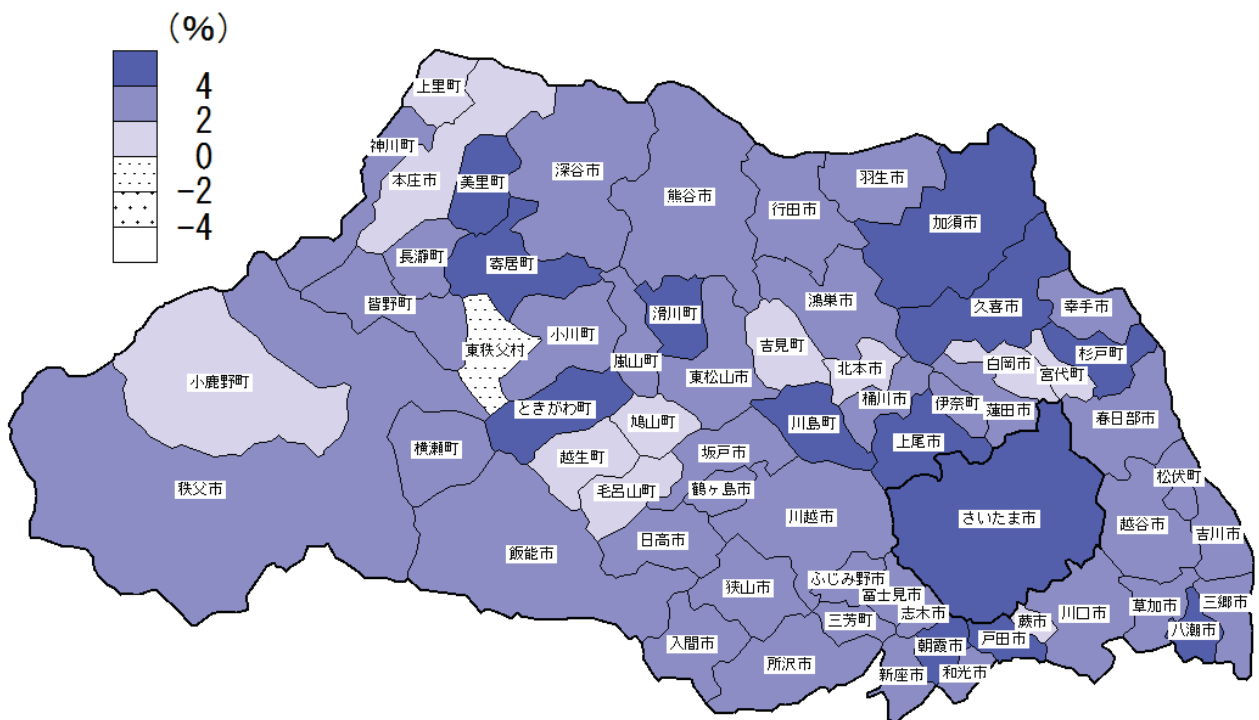 (%)
4
2
0
-2
-4
上里町
神川町
本庄市
美里町
深谷市
熊谷市
行田市
羽生市
加須市
長瀞町
寄居町
皆野町
滑川町
鴻巣市
久喜市
幸手市
東秩父村
小川町
嵐山町
吉見町
北本市
白岡市
杉戸町
宮代町
小鹿野町
東松山市
桶川市
伊奈町
蓮田市
春日部市
ときがわ町
鳩山町
川島町
上尾市
横瀬町
越生町
坂戸市
松伏町
秩父市
毛呂山町
鶴ヶ島市
川越市
さいたま市
越谷市
吉川市
飯能市
日高市
狭山市
ふじみ野市
富士見市
志木市
三芳町
蕨市
川口市
草加市
三郷市
八潮市
入間市
所沢市
朝霞市
戸田市
新座市
和光市